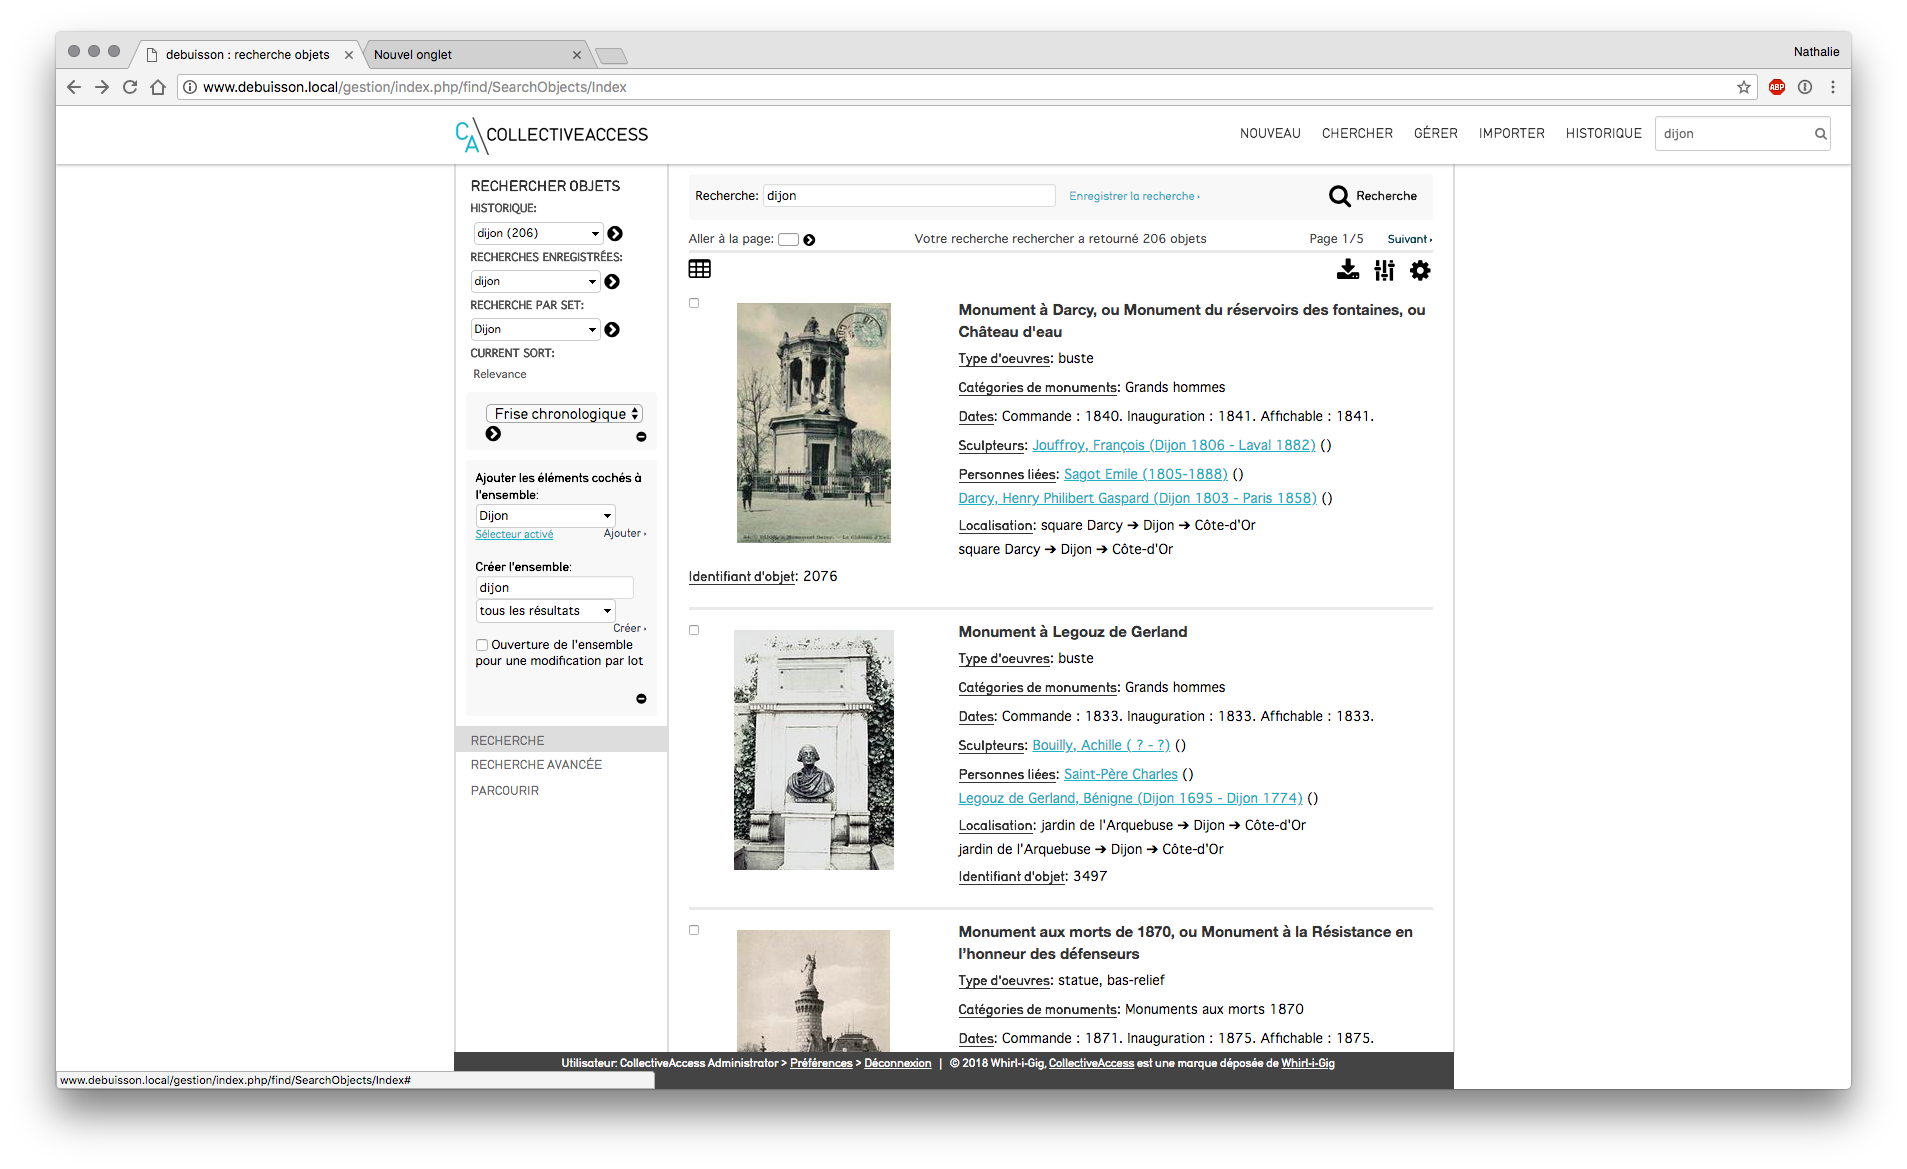 debuisson : recherche objets
Nouvel onglet
Nathalie
www.debuisson.local/gestion/index.php/find/SearchObjects/Index
ABP
CA\COLLECTIVEACCESS
NOUVEAU CHERCHER GÉRER IMPORTER HISTORIQUE dijon
RECHERCHER OBJETS
HISTORIQUE:
dijon (206)
RECHERCHES ENREGISTRÉES:
dijon
RECHERCHE PAR SET:
Dijon
CURRENT SORT:
Relevance
Frise chronologique
Ajouter les éléments cochés à
l'ensemble:
Dijon
Sélecteur activé Ajouter ›
Créer l'ensemble:
dijon
tous les résultats
Créer ›
Ouverture de l'ensemble
pour une modification par lot
RECHERCHE
RECHERCHE AVANCÉE
PARCOURIR
Recherche: dijon Enregistrer la recherche › Recherche
Aller à la page: Votre recherche rechercher a retourné 206 objets Page 1/5 Suivant ›
Monument à Darcy, ou Monument du réservoirs des fontaines, ou
Château d'eau
Type d'oeuvres: buste
Catégories de monuments: Grands hommes
Dates: Commande : 1840. Inauguration : 1841. Affichable : 1841.
Sculpteurs: Jouffroy, François (Dijon 1806 - Laval 1882) ()
Personnes liées: Sagot Emile (1805-1888) ()
Darcy, Henry Philibert Gaspard (Dijon 1803 - Paris 1858) ()
Localisation: square Darcy ➔ Dijon ➔ Côte-d'Or
square Darcy ➔ Dijon ➔ Côte-d'Or
Identifiant d'objet: 2076
Monument à Legouz de Gerland
Type d'oeuvres: buste
Catégories de monuments: Grands hommes
Dates: Commande : 1833. Inauguration : 1833. Affichable : 1833.
Sculpteurs: Bouilly, Achille ( ? - ?) ()
Personnes liées: Saint-Père Charles ()
Legouz de Gerland, Bénigne (Dijon 1695 - Dijon 1774) ()
Localisation: jardin de l'Arquebuse ➔ Dijon ➔ Côte-d'Or
jardin de l'Arquebuse ➔ Dijon ➔ Côte-d'Or
Identifiant d'objet: 3497
Monument aux morts de 1870, ou Monument à la Résistance en
l’honneur des défenseurs
Type d'oeuvres: statue, bas-relief
Catégories de monuments: Monuments aux morts 1870
Dates: Commande : 1871. Inauguration : 1875. Affichable : 1875.
Utilisateur: CollectiveAccess Administrator > Préférences > Déconnexion | © 2018 Whirl-i-Gig, CollectiveAccess est une marque déposée de Whirl-i-Gig
www.debuisson.local/gestion/index.php/find/SearchObjects/Index#